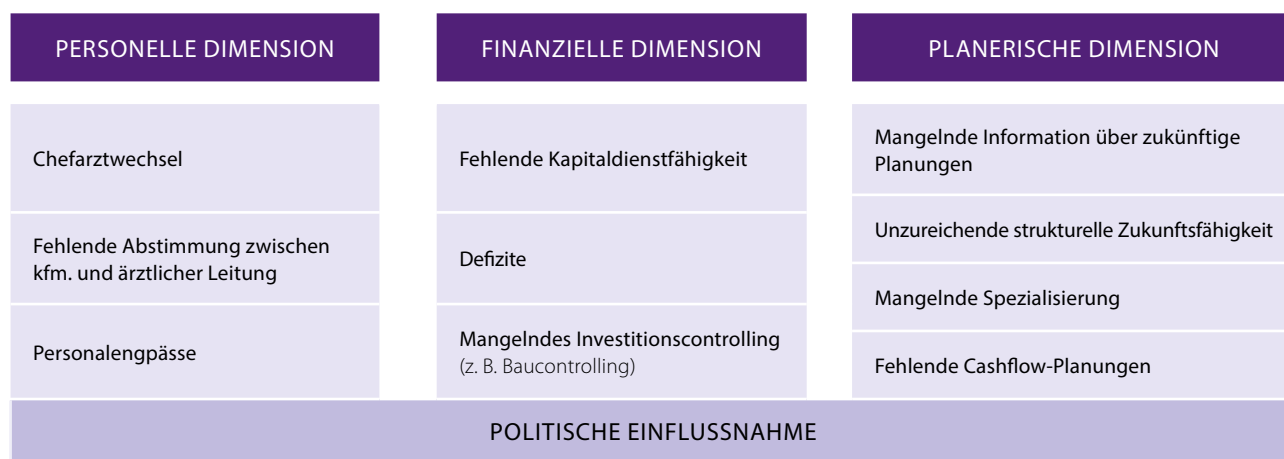 PERSONELLE DIMENSION
Chefarztwechsel
Fehlende Abstimmung zwischen
kfm. und ärztlicher Leitung
Personalengpässe
FINANZIELLE DIMENSION
Fehlende Kapitaldienstfähigkeit
Defizite
Mangelndes Investitionscontrolling
(z. B. Baucontrolling)
PLANERISCHE DIMENSION
Mangelnde Information über zukünftige
Planungen
Unzureichende strukturelle Zukunftsfähigkeit
Mangelnde Spezialisierung
Fehlende Cashflow-Planungen
POLITISCHE EINFLUSSNAHME